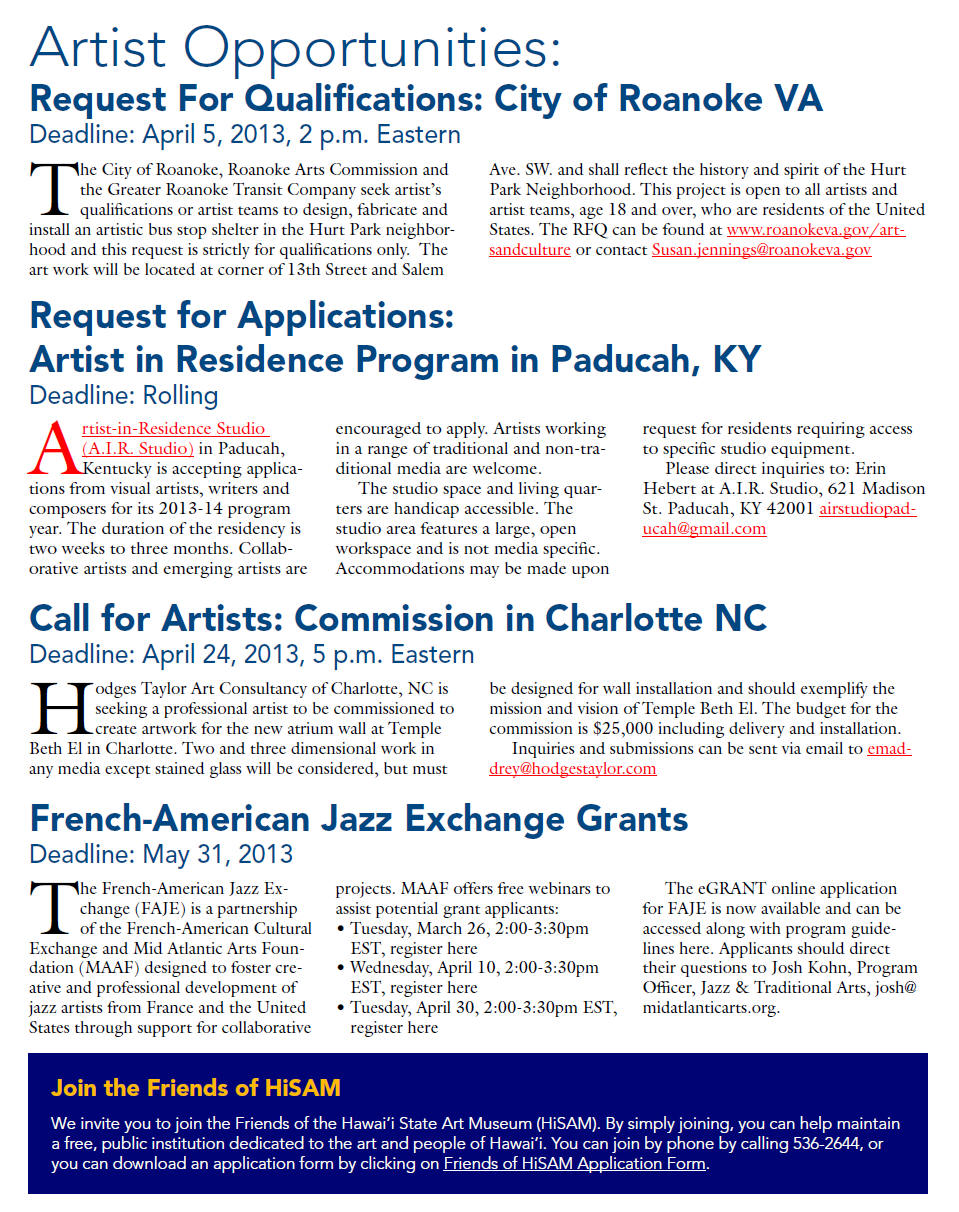 Artist Opportunities:
Request For Qualifications: City of Roanoke VA
Deadline: April 5, 2013, 2 p.m. Eastern
The City of Roanoke, Roanoke Arts Commission and
the Greater Roanoke Transit Company seek artist's
qualifications or artist teams to design, fabricate and
install an artistic bus stop shelter in the Hurt Park neighbor-
hood and this request is strictly for qualifications only. The
art work will be located at corner of 13th Street and Salem
Ave. SW. and shall reflect the history and spirit of the Hurt
Park Neighborhood. This project is open to all artists and
artist teams, age 18 and over, who are residents of the United
States. The RFQ can be found at www.roanokeva.gov/art-
sandculture or contact Susan.jennings@roanokeva.gov
Request for Applications:
Artist in Residence Program in Paducah, KY
Deadline: Rolling
Artist-in-Residence Studio
(A.I.R. Studio) in Paducah,
Kentucky is accepting applica-
tions from visual artists, writers and
composers for its 2013-14 program
year. The duration of the residency is
two weeks to three months. Collab-
orative artists and emerging artists are
encouraged to apply. Artists working
in a range of traditional and non-tra-
ditional media are welcome.
The studio space and living quar-
ters are handicap accessible. The
studio area features a large, open
workspace and is not media specific.
Accommodations may be made upon
request for residents requiring access
to specific studio equipment.
Please direct inquiries to: Erin
Hebert at A.I.R. Studio, 621 Madison
St. Paducah, KY 42001 airstudiopad-
ucah@gmail.com
Call for Artists: Commission in Charlotte NC
Deadline: April 24, 2013, 5 p.m. Eastern
Hodges Taylor Art Consultancy of Charlotte, NC is
seeking a professional artist to be commissioned to
create artwork for the new atrium wall at Temple
Beth El in Charlotte. Two and three dimensional work in
any media except stained glass will be considered, but must
be designed for wall installation and should exemplify the
mission and vision of Temple Beth El. The budget for the
commission is $25,000 including delivery and installation.
Inquiries and submissions can be sent via email to emad-
drey@hodgestaylor.com
French-American Jazz Exchange Grants
Deadline: May 31, 2013
The French-American Jazz Ex-
change (FAJE) is a partnership
of the French-American Cultural
Exchange and Mid Atlantic Arts Foun-
dation (MAAF) designed to foster cre-
ative and professional development of
jazz artists from France and the United
States through support for collaborative
projects. MAAF offers free webinars to
assist potential grant applicants:
• Tuesday, March 26, 2:00-3:30pm
EST, register here
• Wednesday, April 10, 2:00-3:30pm
EST, register here
• Tuesday, April 30, 2:00-3:30pm EST,
register here
The eGRANT online application
for FAJE is now available and can be
accessed along with program guide-
lines here. Applicants should direct
their questions to Josh Kohn, Program
Officer, Jazz & Traditional Arts, josh@
midatlanticarts.org.
Join the Friends of HiSAM
We invite you to join the Friends of the Hawai'i State Art Museum (HiSAM). By simply joining, you can help maintain
a free, public institution dedicated to the art and people of Hawai'i. You can join by phone by calling 536-2644, or
you can download an application form by clicking on Friends of HiSAM Application Form.